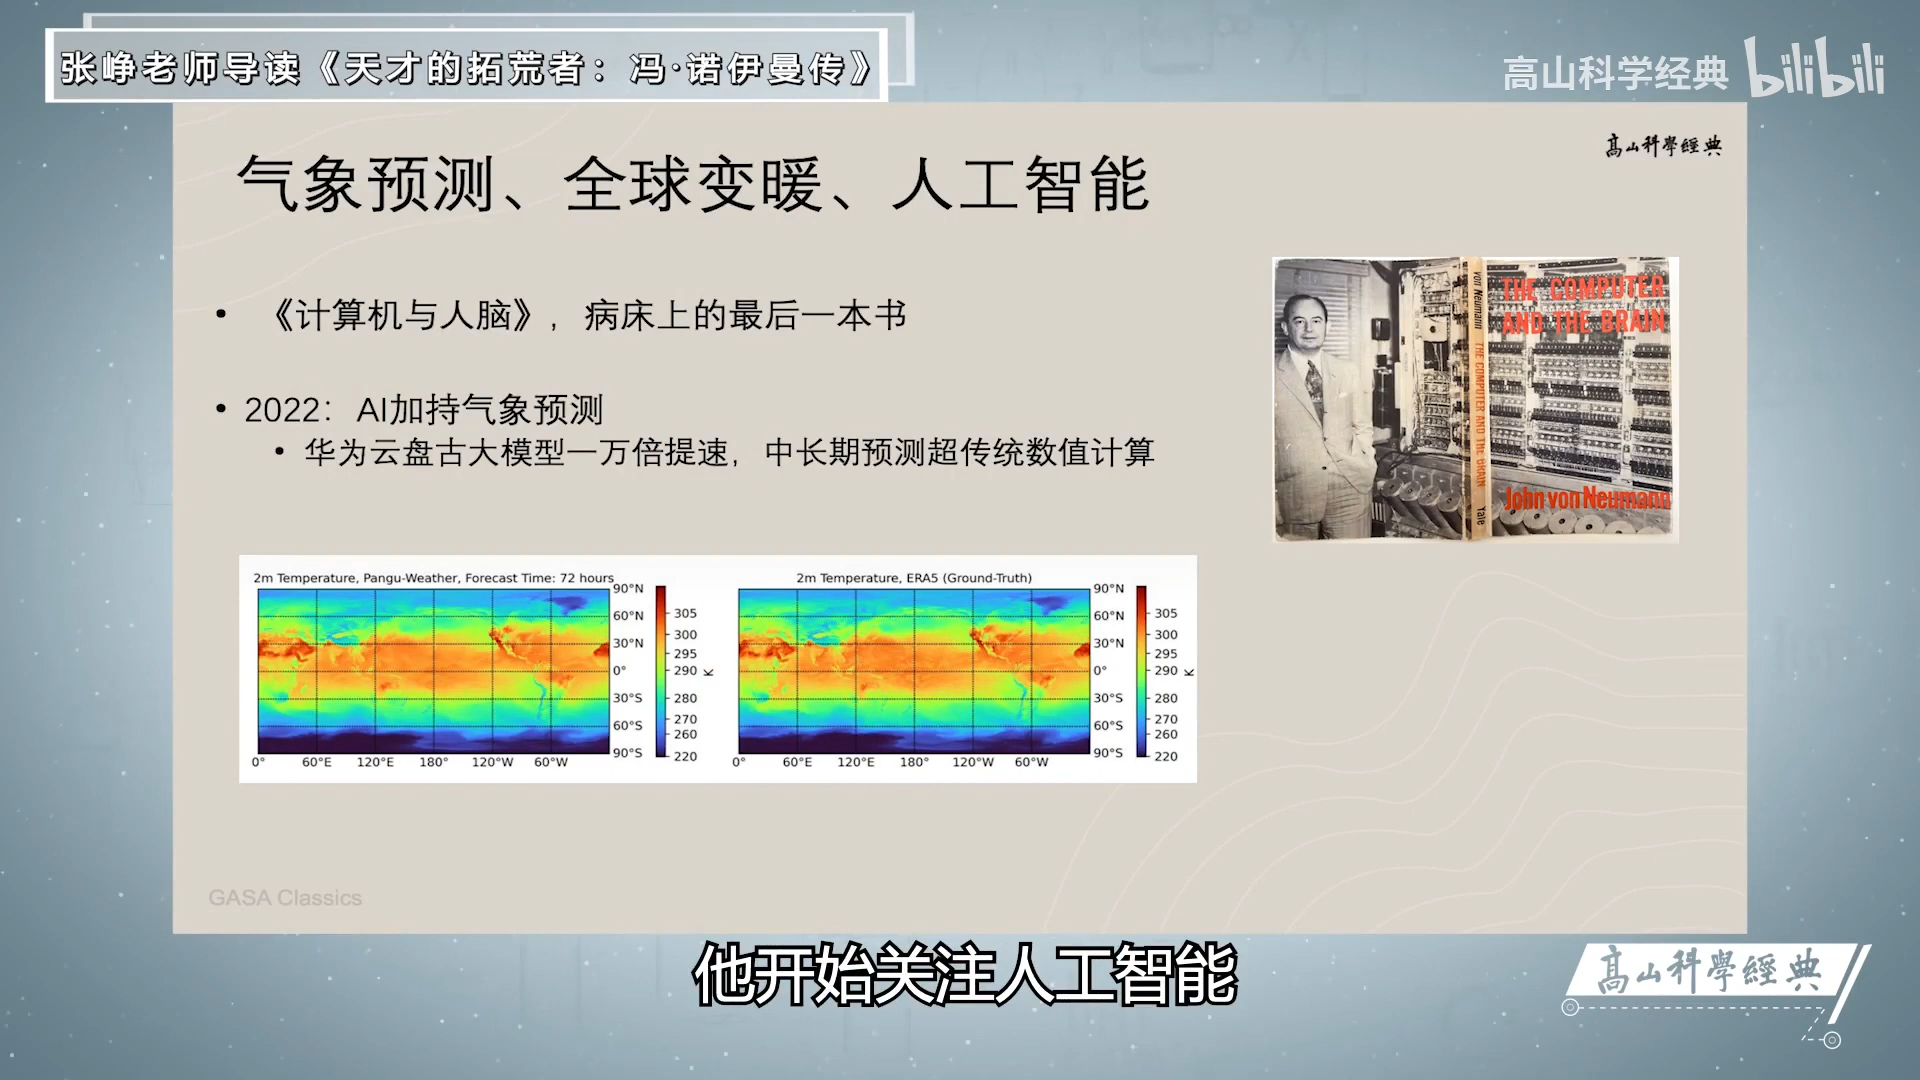 张峥老师导读《天才的拓荒者：冯·诺伊曼传》
高山科学经典 bilibili
高山科學經典
气象预测、全球变暖、人工智能
• 《计算机与人脑》，病床上的最后一本书
• 2022：AI加持气象预测
• 华为云盘古大模型一万倍提速，中长期预测超传统数值计算
von Neumann THE COMPUTER AND THE BRAIN Yale
THE COMPUTER
AND THE BRAIN
John von Neumann
2m Temperature, Pangu-Weather, Forecast Time: 72 hours
90°N
60°N
30°N
0°
30°S
60°S
90°S
0° 60°E 120°E 180° 120°W 60°W
305
300
295
290
280
270
260
220
K
2m Temperature, ERA5 (Ground-Truth)
90°N
60°N
30°N
0°
30°S
60°S
90°S
0° 60°E 120°E 180° 120°W 60°W
305
300
295
290
280
270
260
220
K
GASA Classics
他开始关注人工智能
高山科學經典